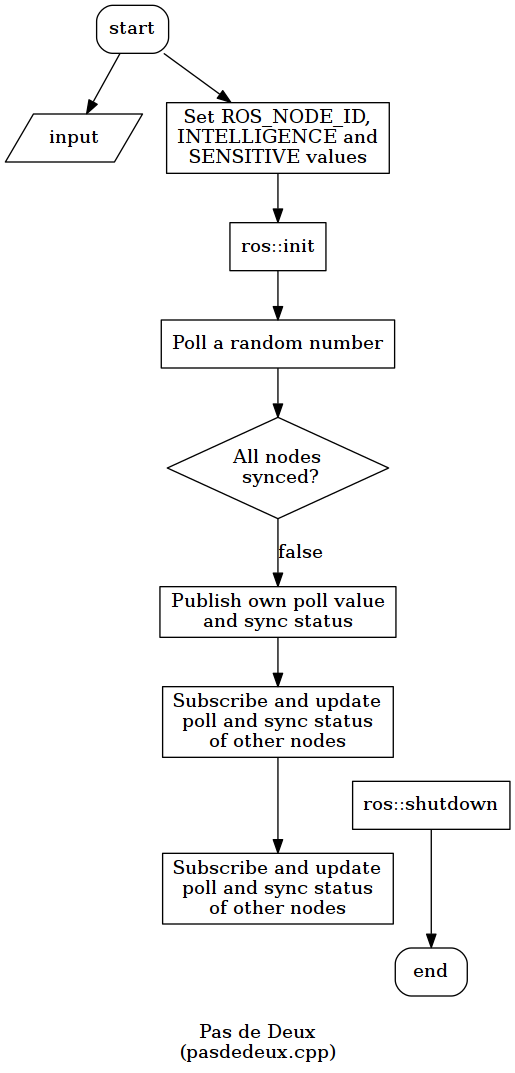 start
input
Set ROS_NODE_ID,
INTELLIGENCE and
SENSITIVE values
ros::init
Poll a random number
All nodes
synced?
false
Publish own poll value
and sync status
Subscribe and update
poll and sync status
of other nodes
ros::shutdown
Subscribe and update
poll and sync status
of other nodes
end
Pas de Deux
(pasdedeux.cpp)